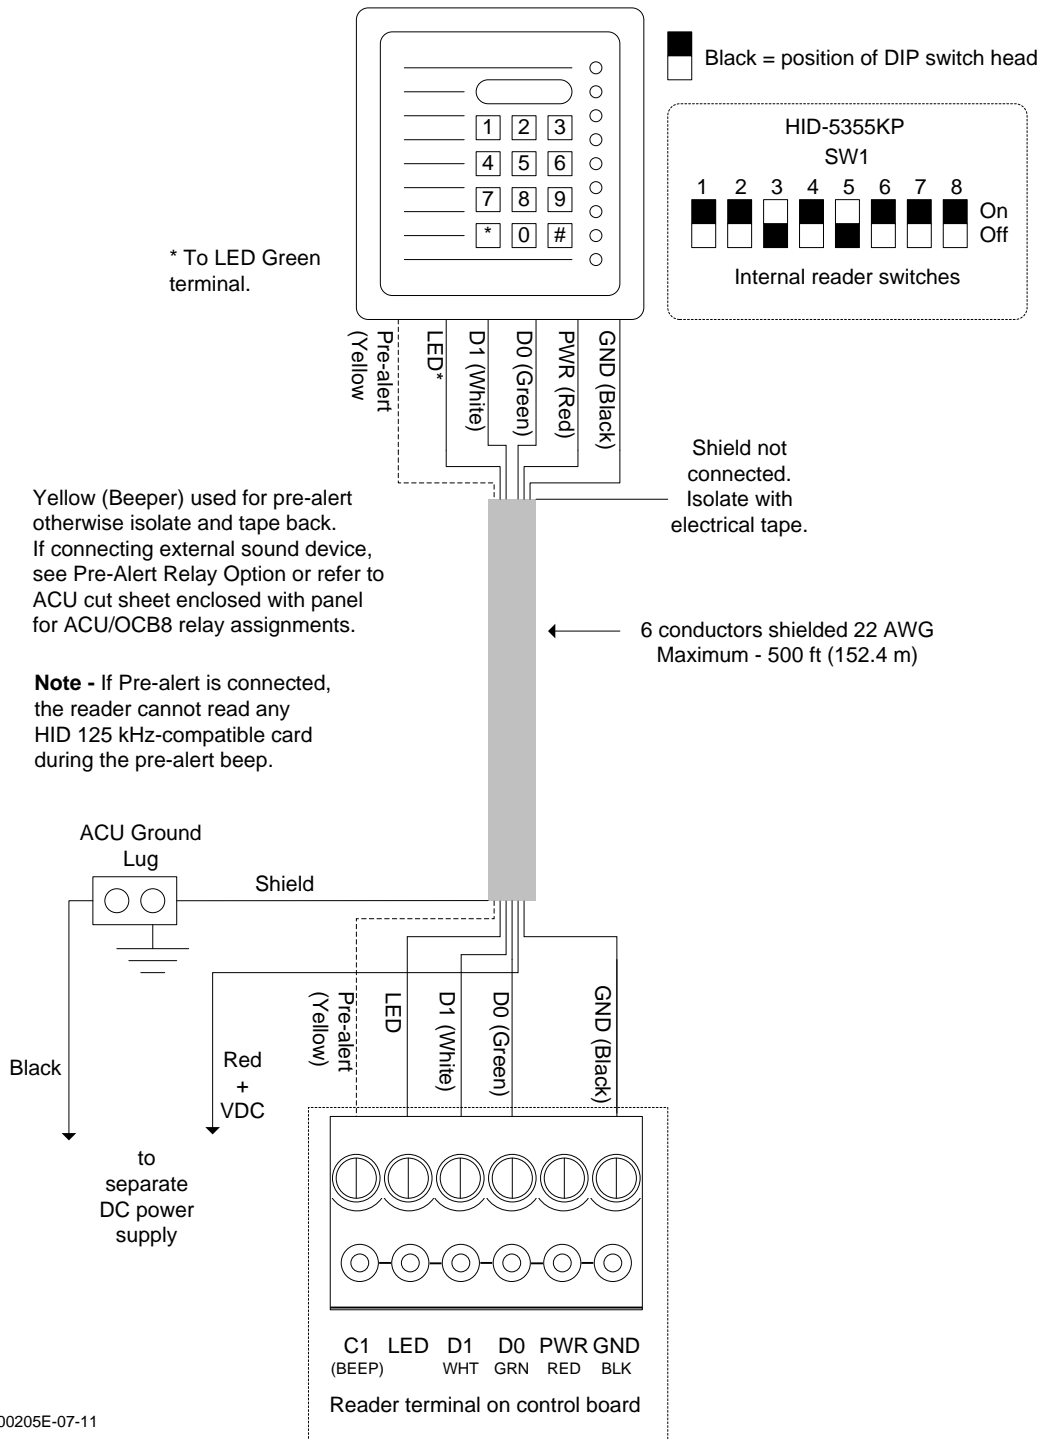 Black = position of DIP switch head
HID-5355KP
SW1
1 2 3 4 5 6 7 8
On
Off
Internal reader switches
1 2 3
4 5 6
7 8 9
* 0 #
* To LED Green
terminal.
Pre-alert
(Yellow
LED*
D1 (White)
D0 (Green)
PWR (Red)
GND (Black)
Shield not
connected.
Isolate with
electrical tape.
Yellow (Beeper) used for pre-alert
otherwise isolate and tape back.
If connecting external sound device,
see Pre-Alert Relay Option or refer to
ACU cut sheet enclosed with panel
for ACU/OCB8 relay assignments.
6 conductors shielded 22 AWG
Maximum - 500 ft (152.4 m)
Note - If Pre-alert is connected,
the reader cannot read any
HID 125 kHz-compatible card
during the pre-alert beep.
ACU Ground
Lug
Shield
Black
Red
+
VDC
to
separate
DC power
supply
Pre-alert
(Yellow)
LED
D1 (White)
D0 (Green)
GND (Black)
C1 LED D1 D0 PWR GND
(BEEP) WHT GRN RED BLK
Reader terminal on control board
00205E-07-11